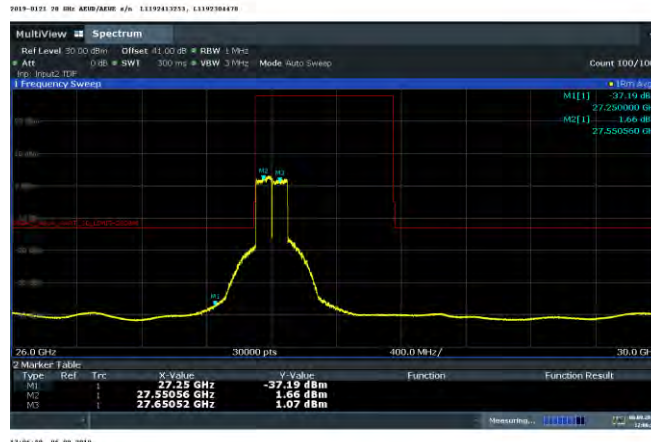 2019-0121 28 GHz AEUD/AEUE s/n L1192413253, L1192304470
MultiView Spectrum
Ref Level 30.00 dBm Offset 41.00 dB RBW 1 MHz
Att 0 dB SWT 300 ms VBW 3 MHz Mode Auto Sweep Count 100/100
Inp: Input2 TDF
1 Frequency Sweep 1Rm Avg
M1[1] -37.19 dB
27.250000 G
M2[1] 1.66 dB
27.550560 G
M2 M3
M1
26.0 GHz 30000 pts 400.0 MHz/ 30.0 GH
2 Marker Table
Type Ref Trc X-Value Y-Value Function Function Result
M1 1 27.25 GHz -37.19 dBm
M2 1 27.55056 GHz 1.66 dBm
M3 1 27.65052 GHz 1.07 dBm
Measuring...